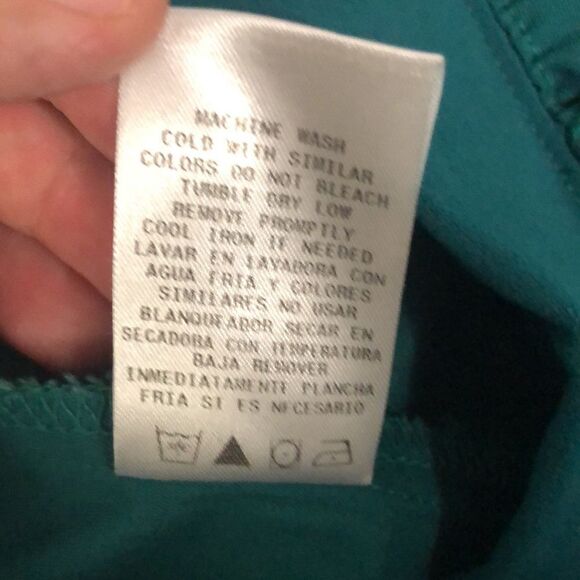 MACHINE WASH
COLD WITH SIMILAR
COLORS DO NOT BLEACH
TUMBLE DRY LOW
REMOVE PROMPTLY
COOL IRON IF NEEDED
LAVAR EN LAVADORA CON
AGUA FRIA Y COLORES
SIMILARES NO USAR
BLANQUEADOR SECAR EN
SECADORA CON TEMPERATURA
BAJA REMOVER
INMEDIATAMENTE PLANCHA
FRIA SI ES NECESARIO